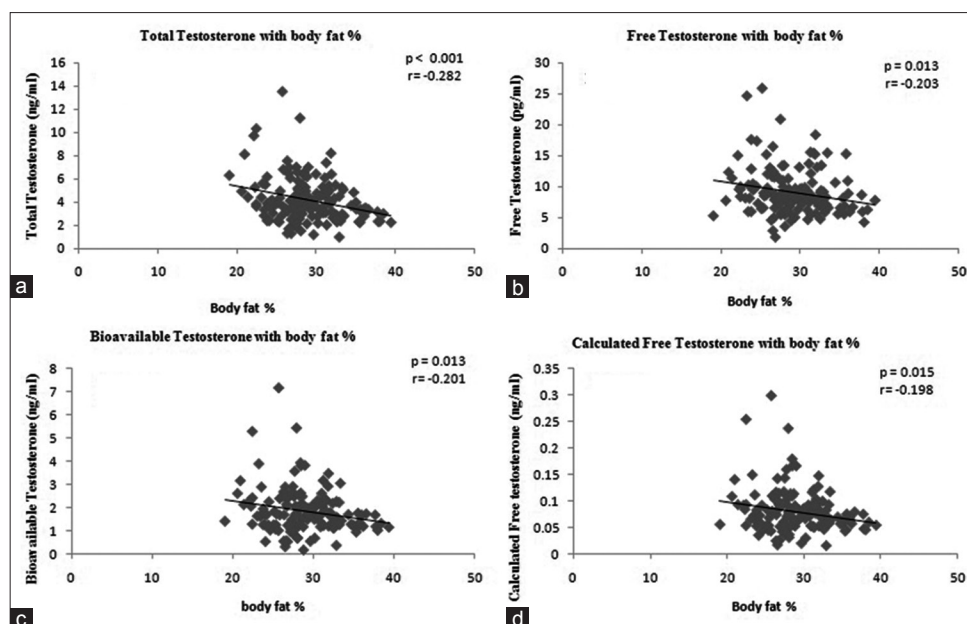 Total Testosterone with body fat %
p < 0.001
r= -0.282
Total Testosterone (ng/ml)
16
14
12
10
8
6
4
2
0
0 10 20 30 40 50
Body fat %
a
Free Testosterone with body fat %
p = 0.013
r= -0.203
Free Testosterone (pg/ml)
30
25
20
15
10
5
0
0 10 20 30 40 50
Body fat %
b
Bioavailable Testosterone with body fat %
p = 0.013
r= -0.201
Bioavailable Testosterone (ng/ml)
8
7
6
5
4
3
2
1
0
0 10 20 30 40 50
body fat %
c
Calculated Free Testosterone with body fat %
p = 0.015
r= -0.198
Calculated Free testosterone (ng/ml)
0.35
0.3
0.25
0.2
0.15
0.1
0.05
0
0 10 20 30 40 50
Body fat %
d